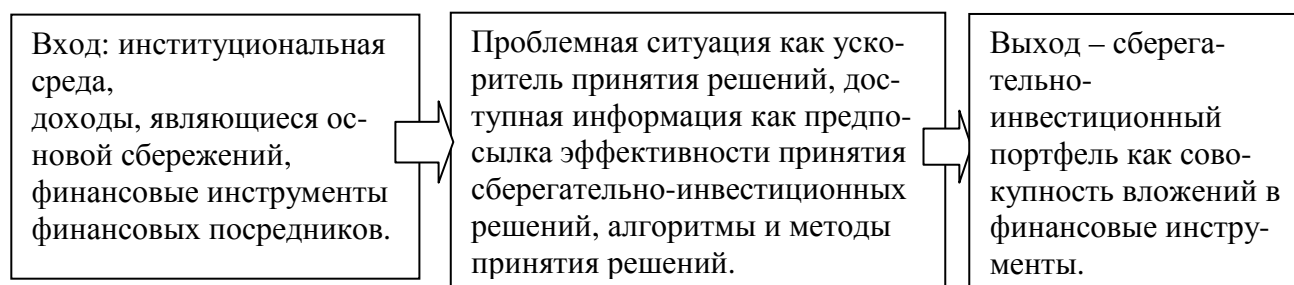 Вход: институциональная
среда,
доходы, являющиеся ос-
новой сбережений,
финансовые инструменты
финансовых посредников.
Проблемная ситуация как уско-
ритель принятия решений, дос-
тупная информация как предпо-
сылка эффективности принятия
сберегательно-инвестиционных
решений, алгоритмы и методы
принятия решений.
Выход – сберега-
тельно-
инвестиционный
портфель как сово-
купность вложений в
финансовые инстру-
менты.